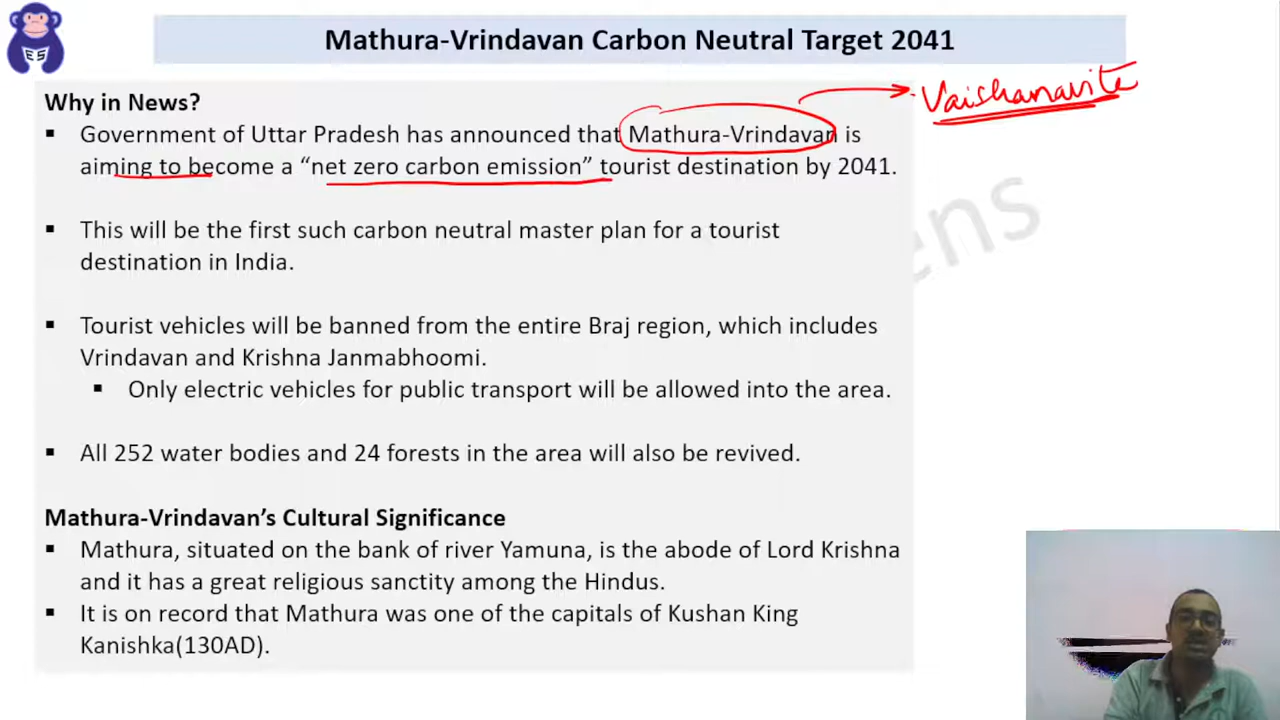 Mathura-Vrindavan Carbon Neutral Target 2041
Vaishanavite
Why in News?
▪ Government of Uttar Pradesh has announced that Mathura-Vrindavan is
aiming to become a “net zero carbon emission” tourist destination by 2041.
▪ This will be the first such carbon neutral master plan for a tourist
destination in India.
▪ Tourist vehicles will be banned from the entire Braj region, which includes
Vrindavan and Krishna Janmabhoomi.
▪ Only electric vehicles for public transport will be allowed into the area.
▪ All 252 water bodies and 24 forests in the area will also be revived.
Mathura-Vrindavan’s Cultural Significance
▪ Mathura, situated on the bank of river Yamuna, is the abode of Lord Krishna
and it has a great religious sanctity among the Hindus.
▪ It is on record that Mathura was one of the capitals of Kushan King
Kanishka(130AD).